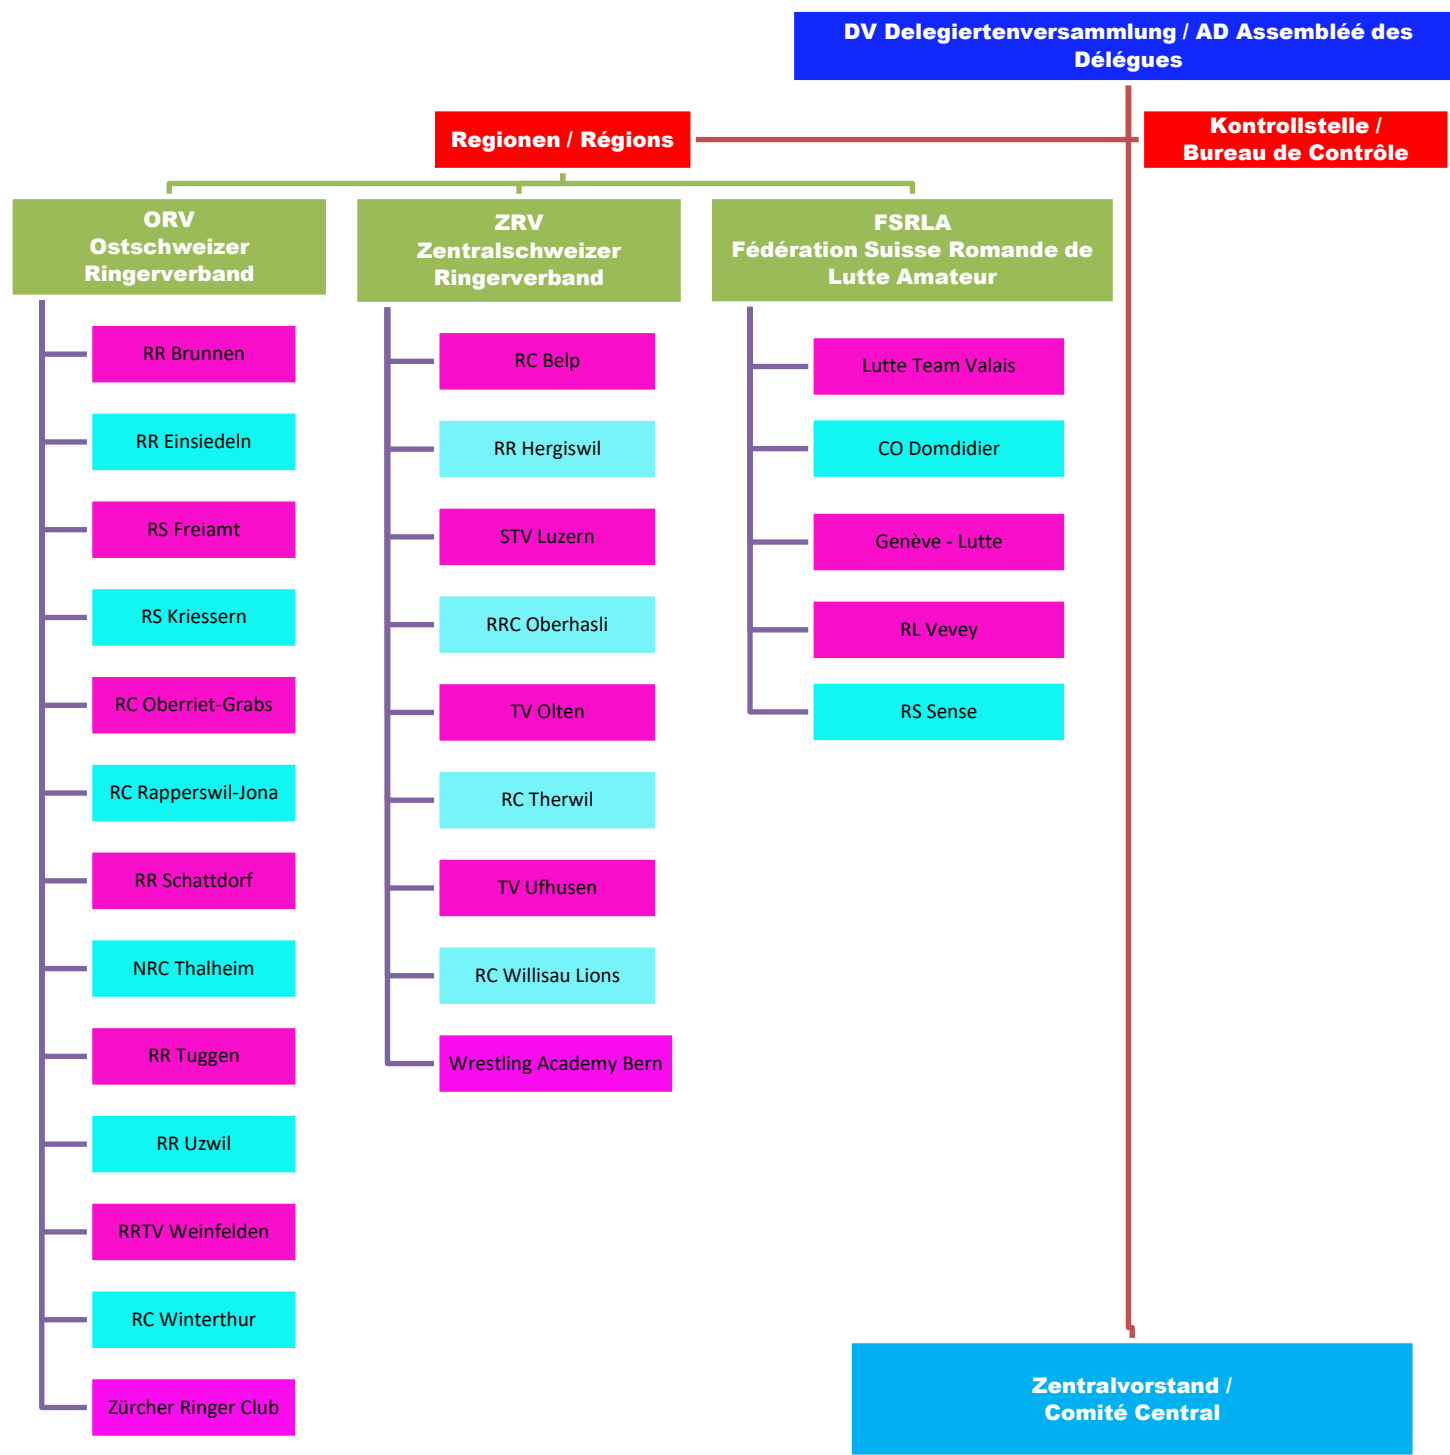 DV Delegiertenversammlung / AD Assembléé des
Délégues
Regionen / Régions
Kontrollstelle /
Bureau de Contrôle
ORV
Ostschweizer
Ringerverband
RR Brunnen
RR Einsiedeln
RS Freiamt
RS Kriessern
RC Oberriet-Grabs
RC Rapperswil-Jona
RR Schattdorf
NRC Thalheim
RR Tuggen
RR Uzwil
RRTV Weinfelden
RC Winterthur
Zürcher Ringer Club
ZRV
Zentralschweizer
Ringerverband
RC Belp
RR Hergiswil
STV Luzern
RRC Oberhasli
TV Olten
RC Therwil
TV Ufhusen
RC Willisau Lions
Wrestling Academy Bern
FSRLA
Fédération Suisse Romande de
Lutte Amateur
Lutte Team Valais
CO Domdidier
Genève - Lutte
RL Vevey
RS Sense
Zentralvorstand /
Comité Central